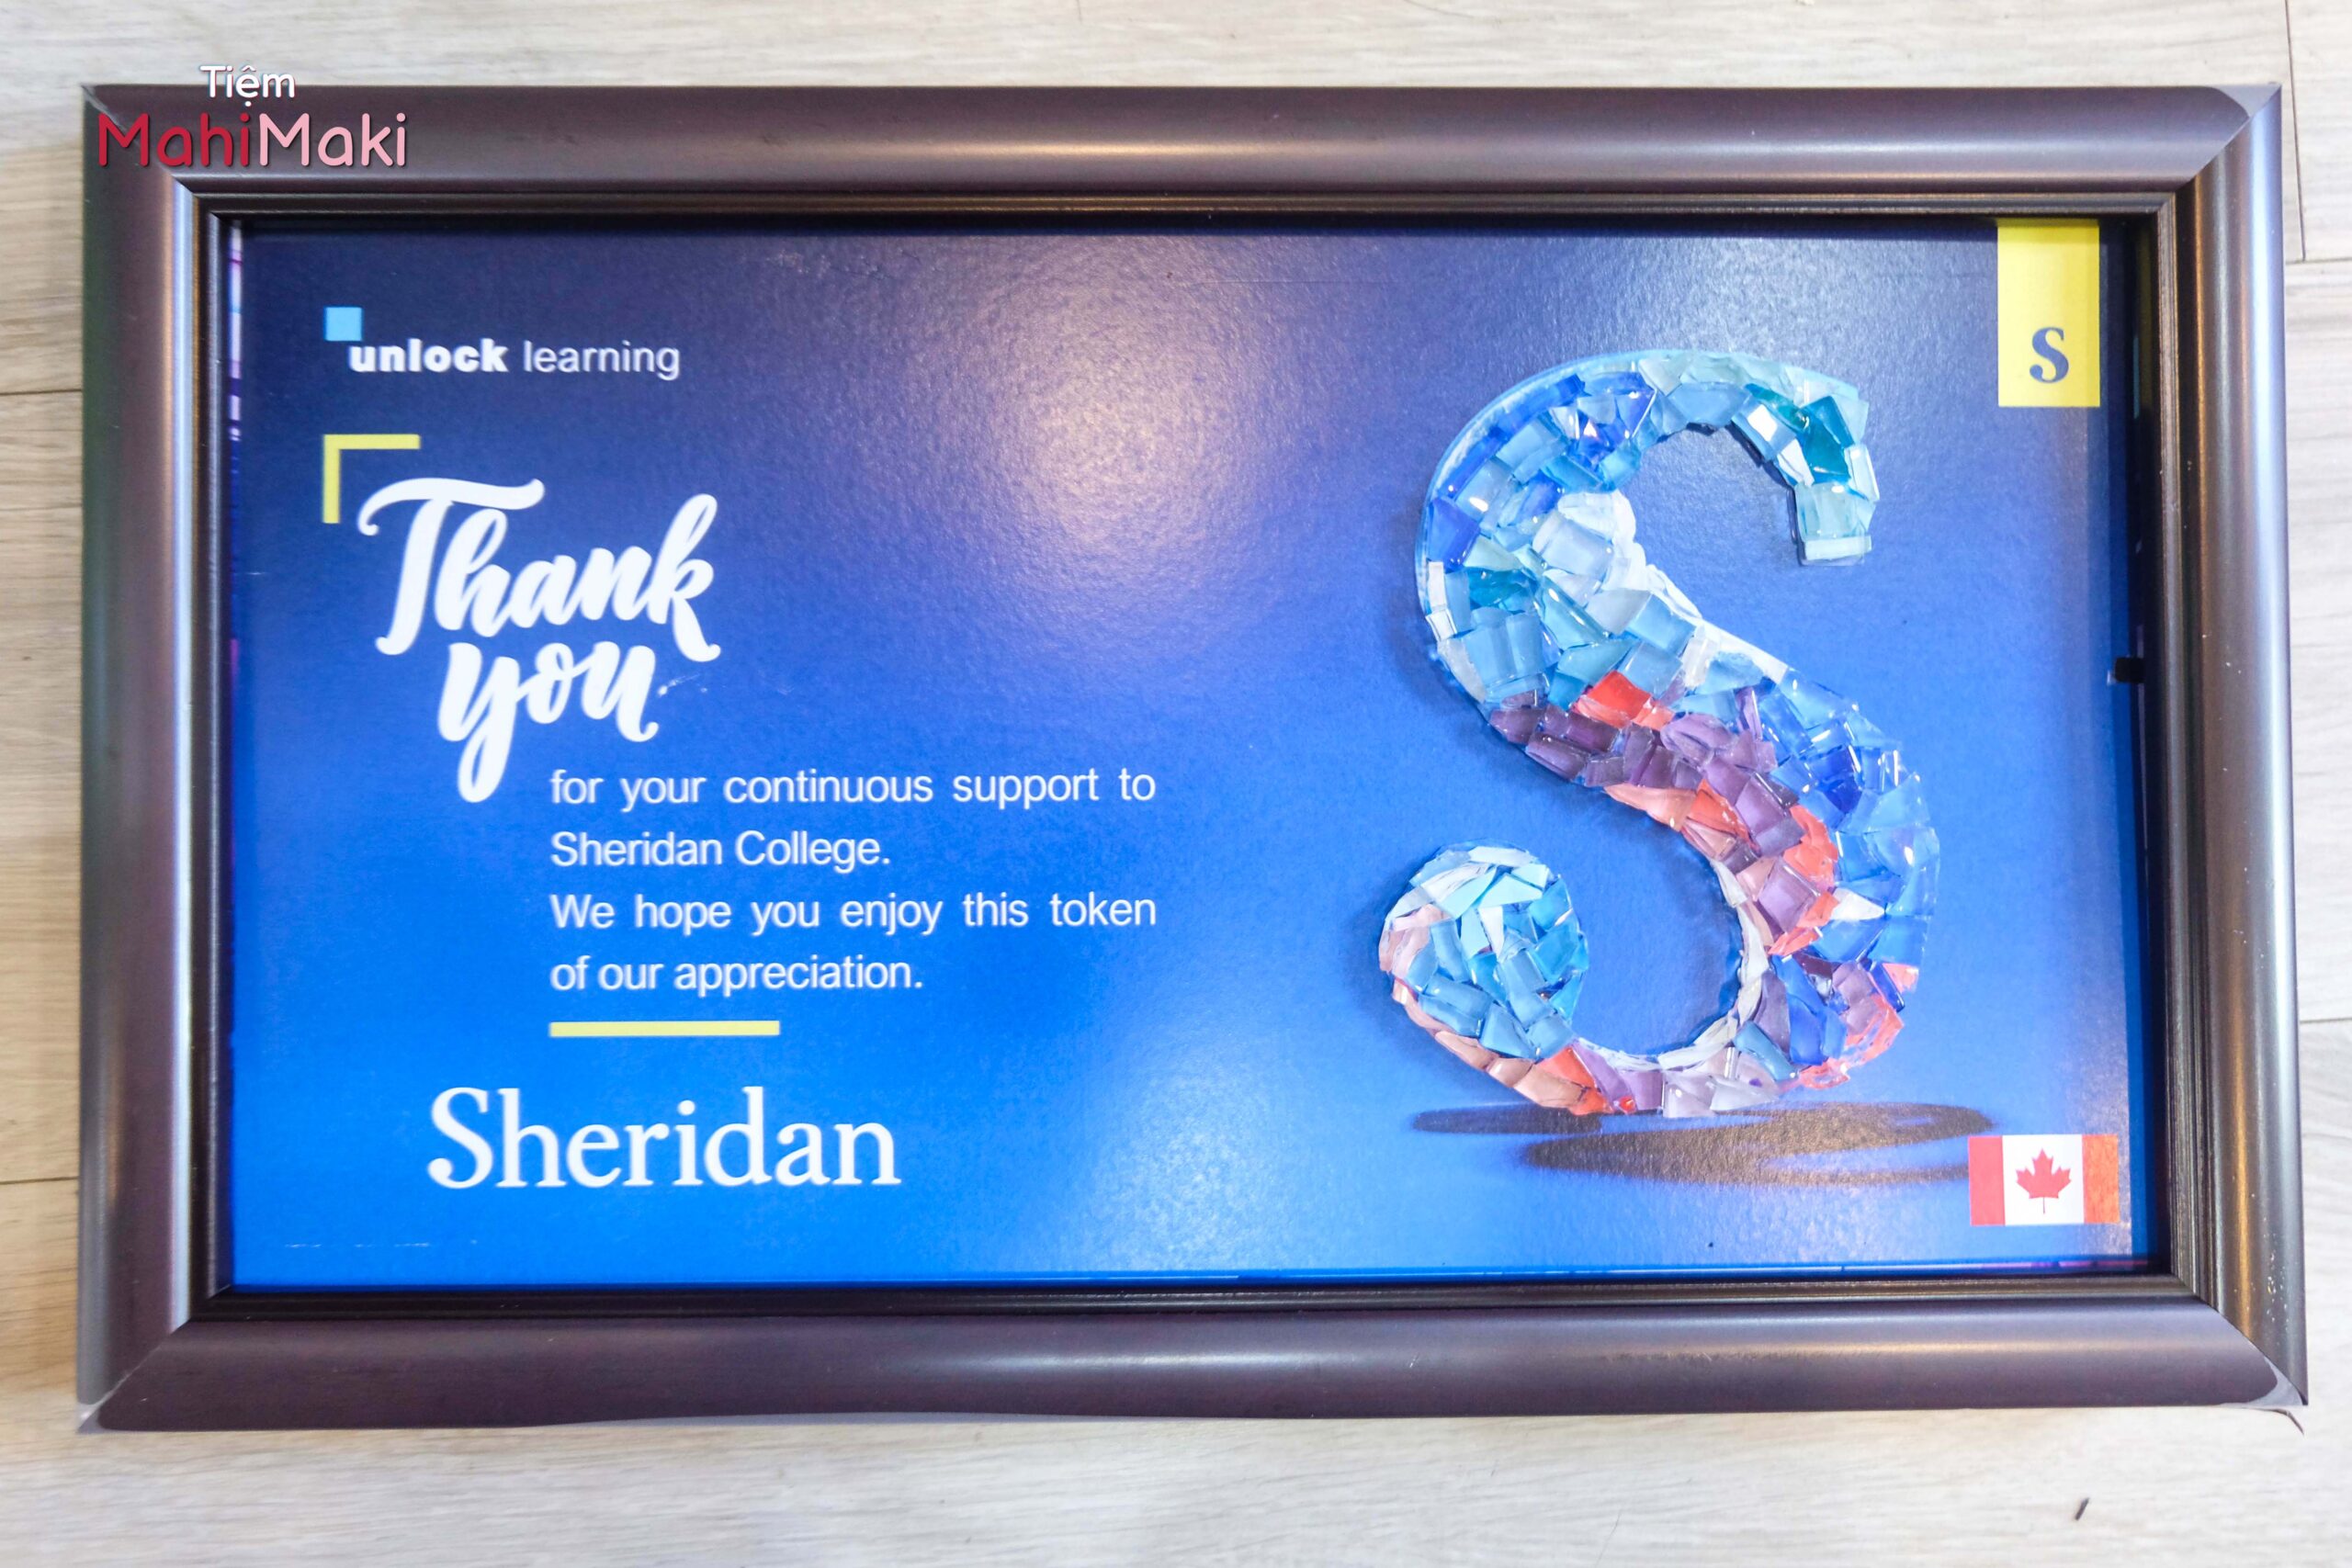 Tiệm
MahiMaki
S
unlock learning
Thank
you
for your continuous support to
Sheridan College.
We hope you enjoy this token
of our appreciation.
S
Sheridan